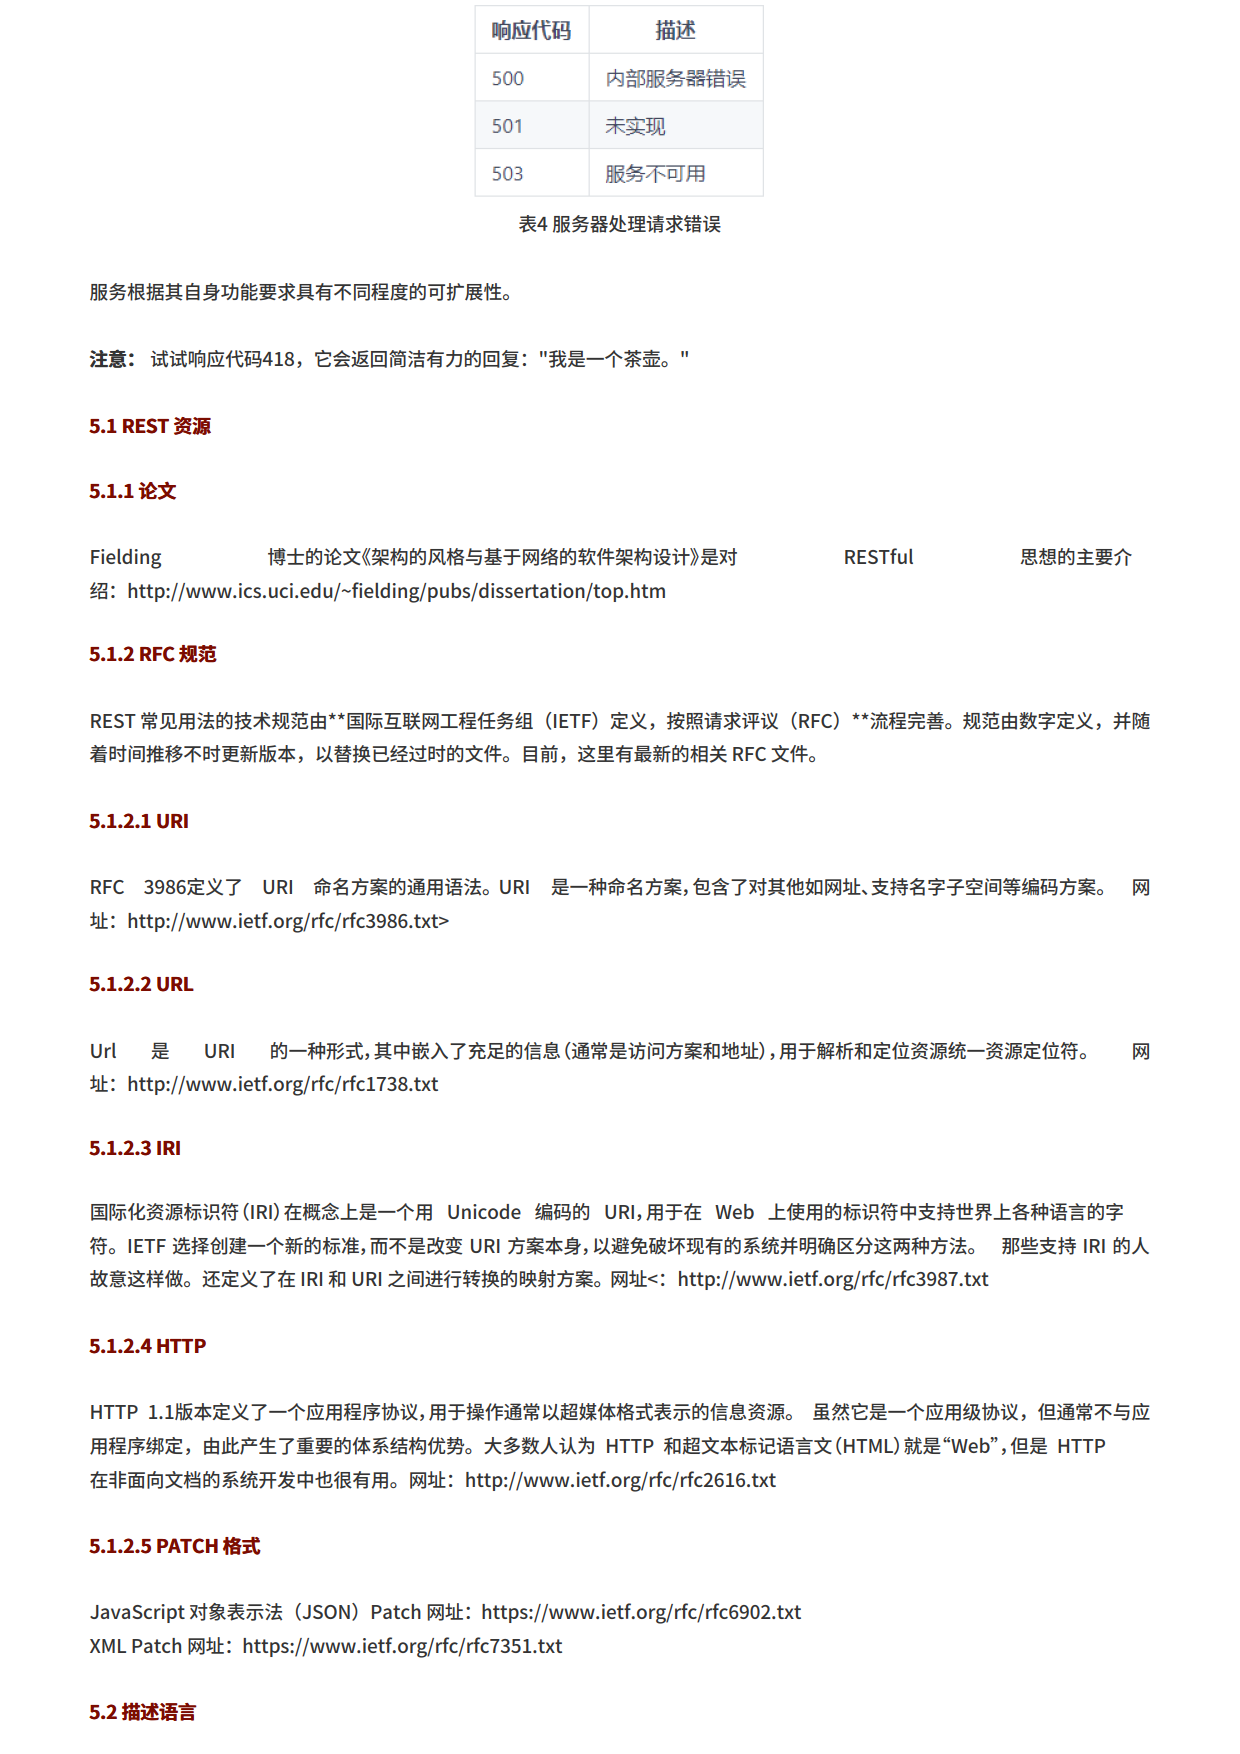 响应代码 描述
500 内部服务器错误
501 未实现
503 服务不可用
表4 服务器处理请求错误
服务根据其自身功能要求具有不同程度的可扩展性。
注意： 试试响应代码418，它会返回简洁有力的回复："我是一个茶壶。"
5.1 REST 资源
5.1.1 论文
Fielding 博士的论文《架构的风格与基于网络的软件架构设计》是对 RESTful 思想的主要介
绍：http://www.ics.uci.edu/~fielding/pubs/dissertation/top.htm
5.1.2 RFC 规范
REST 常见用法的技术规范由**国际互联网工程任务组（IETF）定义，按照请求评议（RFC）**流程完善。规范由数字定义，并随
着时间推移不时更新版本，以替换已经过时的文件。目前，这里有最新的相关 RFC 文件。
5.1.2.1 URI
RFC 3986定义了 URI 命名方案的通用语法。URI 是一种命名方案，包含了对其他如网址、支持名字子空间等编码方案。 网
址：http://www.ietf.org/rfc/rfc3986.txt>
5.1.2.2 URL
Url 是 URI 的一种形式，其中嵌入了充足的信息（通常是访问方案和地址），用于解析和定位资源统一资源定位符。 网
址：http://www.ietf.org/rfc/rfc1738.txt
5.1.2.3 IRI
国际化资源标识符（IRI）在概念上是一个用 Unicode 编码的 URI，用于在 Web 上使用的标识符中支持世界上各种语言的字
符。IETF 选择创建一个新的标准，而不是改变 URI 方案本身，以避免破坏现有的系统并明确区分这两种方法。 那些支持 IRI 的人
故意这样做。还定义了在 IRI 和 URI 之间进行转换的映射方案。网址<：http://www.ietf.org/rfc/rfc3987.txt
5.1.2.4 HTTP
HTTP 1.1版本定义了一个应用程序协议，用于操作通常以超媒体格式表示的信息资源。 虽然它是一个应用级协议，但通常不与应
用程序绑定，由此产生了重要的体系结构优势。大多数人认为 HTTP 和超文本标记语言文（HTML）就是“Web”，但是 HTTP
在非面向文档的系统开发中也很有用。网址：http://www.ietf.org/rfc/rfc2616.txt
5.1.2.5 PATCH 格式
JavaScript 对象表示法（JSON）Patch 网址：https://www.ietf.org/rfc/rfc6902.txt
XML Patch 网址：https://www.ietf.org/rfc/rfc7351.txt
5.2 描述语言